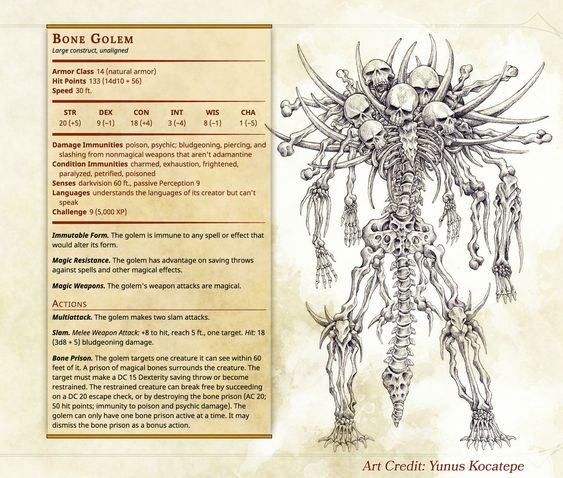 Bone Golem
Large construct, unaligned
Armor Class 14 (natural armor)
Hit Points 133 (14d10 + 56)
Speed 30 ft.
STR DEX CON INT WIS CHA
20 (+5) 9 (−1) 18 (+4) 3 (−4) 8 (−1) 1 (−5)
Damage Immunities poison, psychic; bludgeoning, piercing, and
slashing from nonmagical weapons that aren't adamantine
Condition Immunities charmed, exhaustion, frightened,
paralyzed, petrified, poisoned
Senses darkvision 60 ft., passive Perception 9
Languages understands the languages of its creator but can't
speak
Challenge 9 (5,000 XP)
Immutable Form. The golem is immune to any spell or effect that
would alter its form.
Magic Resistance. The golem has advantage on saving throws
against spells and other magical effects.
Magic Weapons. The golem's weapon attacks are magical.
Actions
Multiattack. The golem makes two slam attacks.
Slam. Melee Weapon Attack: +8 to hit, reach 5 ft., one target. Hit: 18
(3d8 + 5) bludgeoning damage.
Bone Prison. The golem targets one creature it can see within 60
feet of it. A prison of magical bones surrounds the creature. The
target must make a DC 15 Dexterity saving throw or become
restrained. The restrained creature can break free by succeeding
on a DC 20 escape check, or by destroying the bone prison (AC 20;
50 hit points; immunity to poison and psychic damage). The
golem can only have one bone prison active at a time. It may
dismiss the bone prison as a bonus action.
Art Credit: Yunus Kocatepe